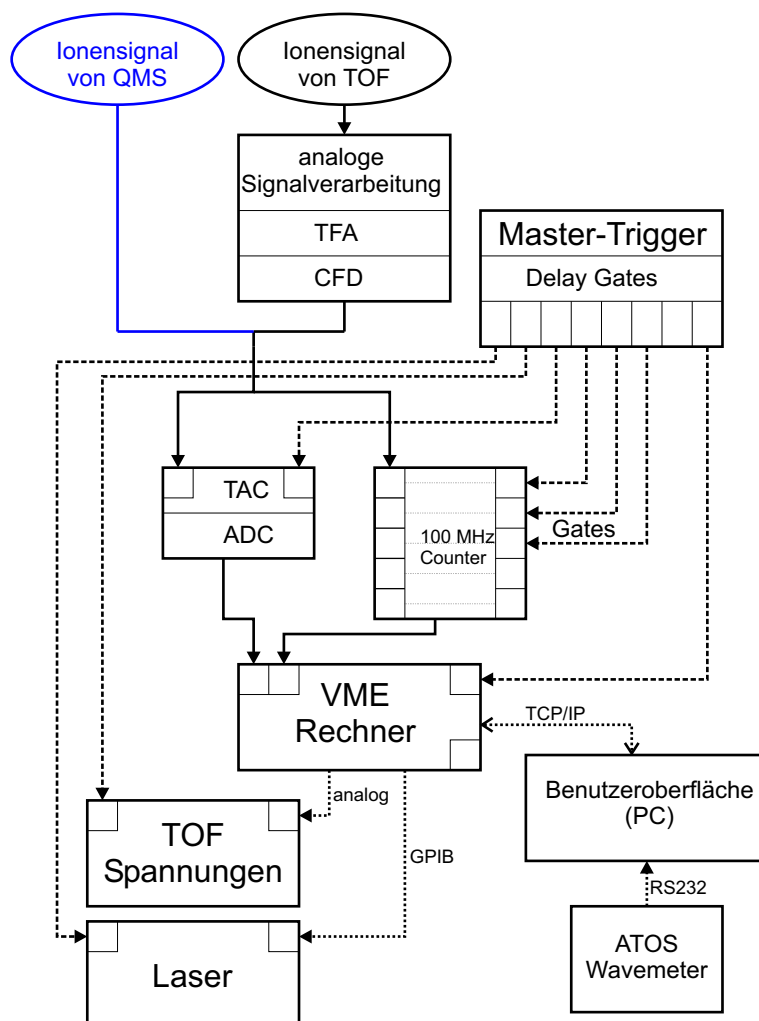 Ionensignal
von QMS
Ionensignal
von TOF
analoge
Signalverarbeitung
TFA
CFD
Master-Trigger
Delay Gates
TAC
ADC
100 MHz
Counter
Gates
VME
Rechner
TCP/IP
Benutzeroberfläche
(PC)
analog
TOF
Spannungen
GPIB
RS232
ATOS
Wavemeter
Laser